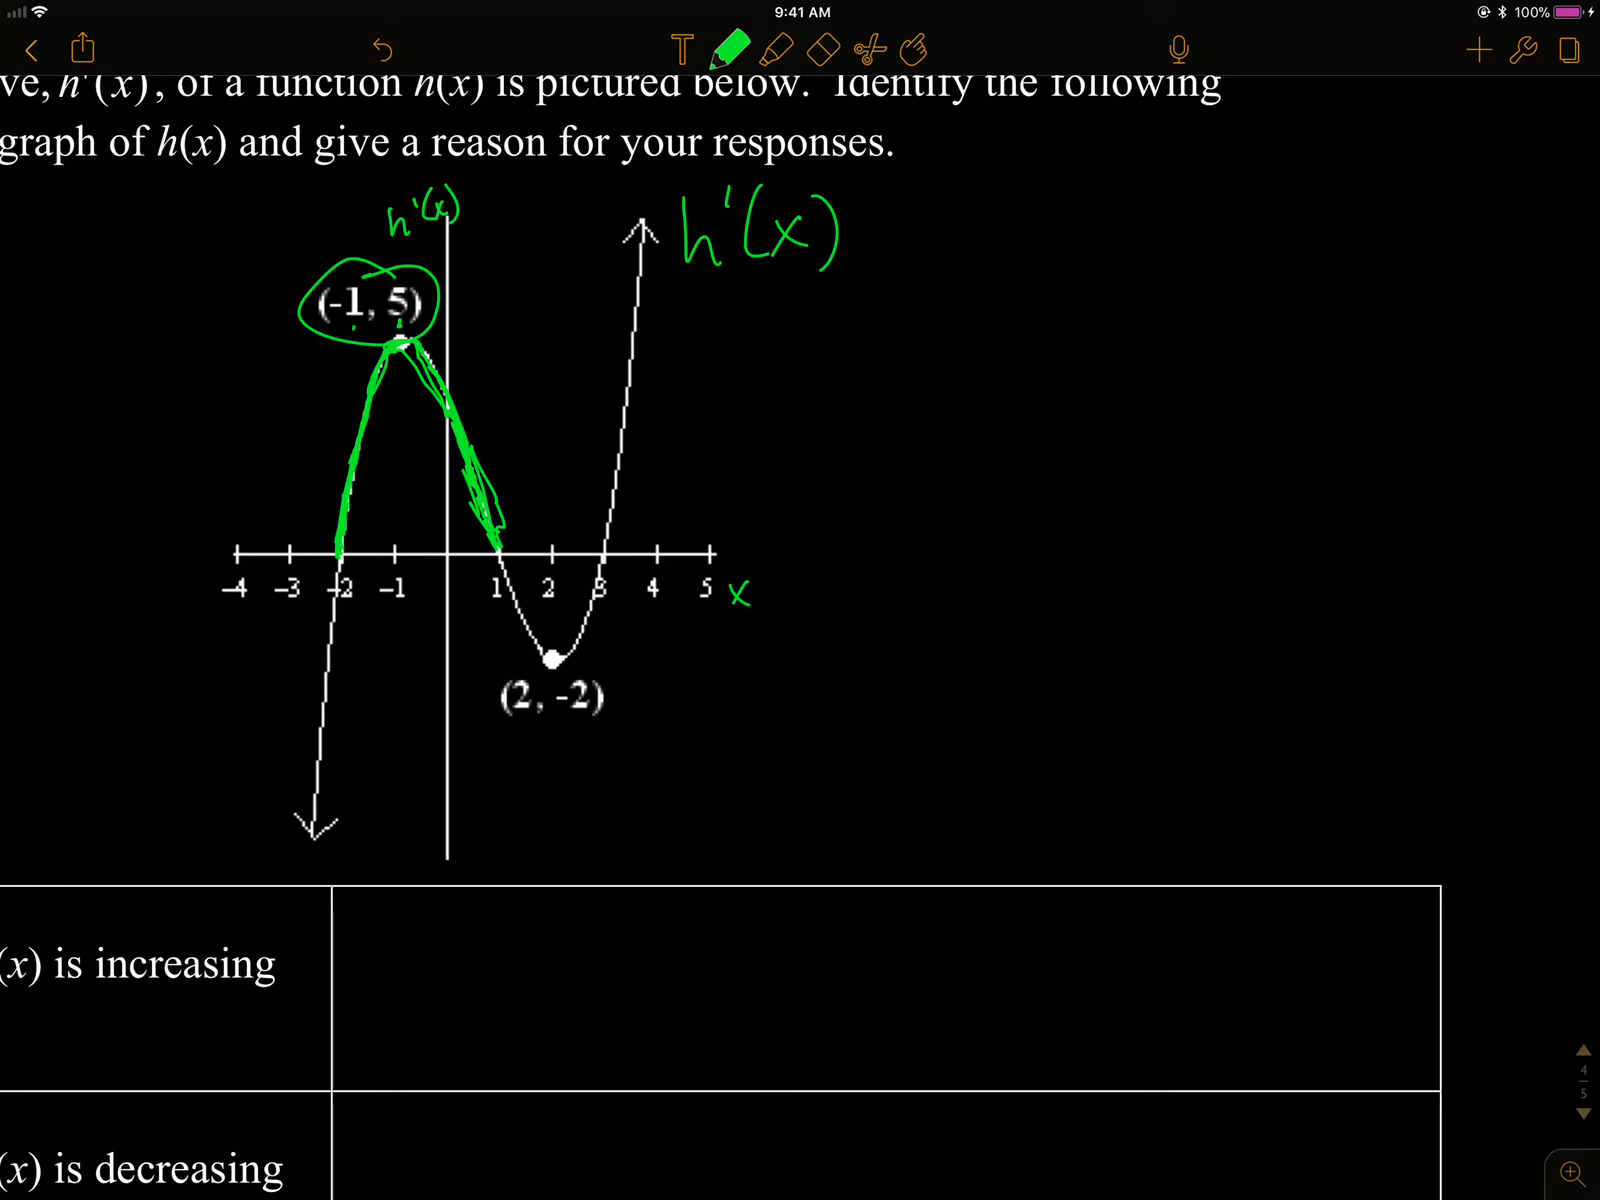 9:41 AM
100%
T
ve, h'(x), of a function h(x) is pictured below. Identify the following
graph of h(x) and give a reason for your responses.
h'(x)
h'(x)
(-1, 5)
-4 -3 -2 -1 1 2 3 4 5 x
(2, -2)
(x) is increasing
4
5
(x) is decreasing